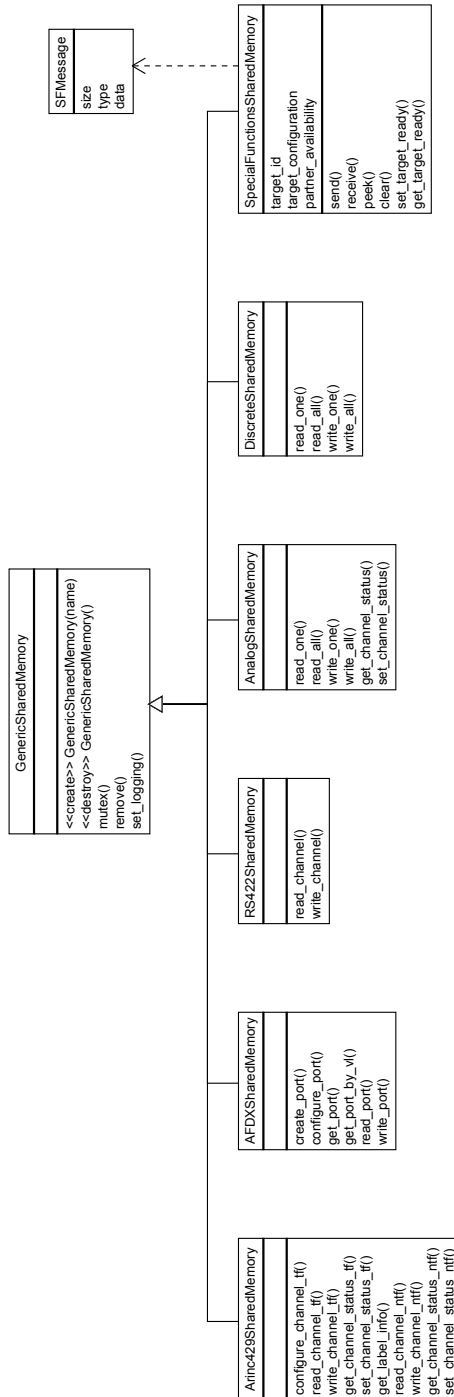 GenericSharedMemory
<<create>> GenericSharedMemory(name)
<<destroy>> GenericSharedMemory()
mutex()
remove()
set_logging()
Arinc429SharedMemory
configure_channel_tf()
read_channel_tf()
write_channel_tf()
get_channel_status_tf()
set_channel_status_tf()
get_label_info()
read_channel_ntf()
write_channel_ntf()
get_channel_status_ntf()
set_channel_status_ntf()
AFDXSharedMemory
create_port()
configure_port()
get_port()
get_port_by_vl()
read_port()
write_port()
RS422SharedMemory
read_channel()
write_channel()
AnalogSharedMemory
read_one()
read_all()
write_one()
write_all()
get_channel_status()
set_channel_status()
DiscreteSharedMemory
read_one()
read_all()
write_one()
write_all()
SpecialFunctionsSharedMemory
target_id
target_configuration
partner_availability
send()
receive()
peek()
clear()
set_target_ready()
get_target_ready()
SFMessage
size
type
data